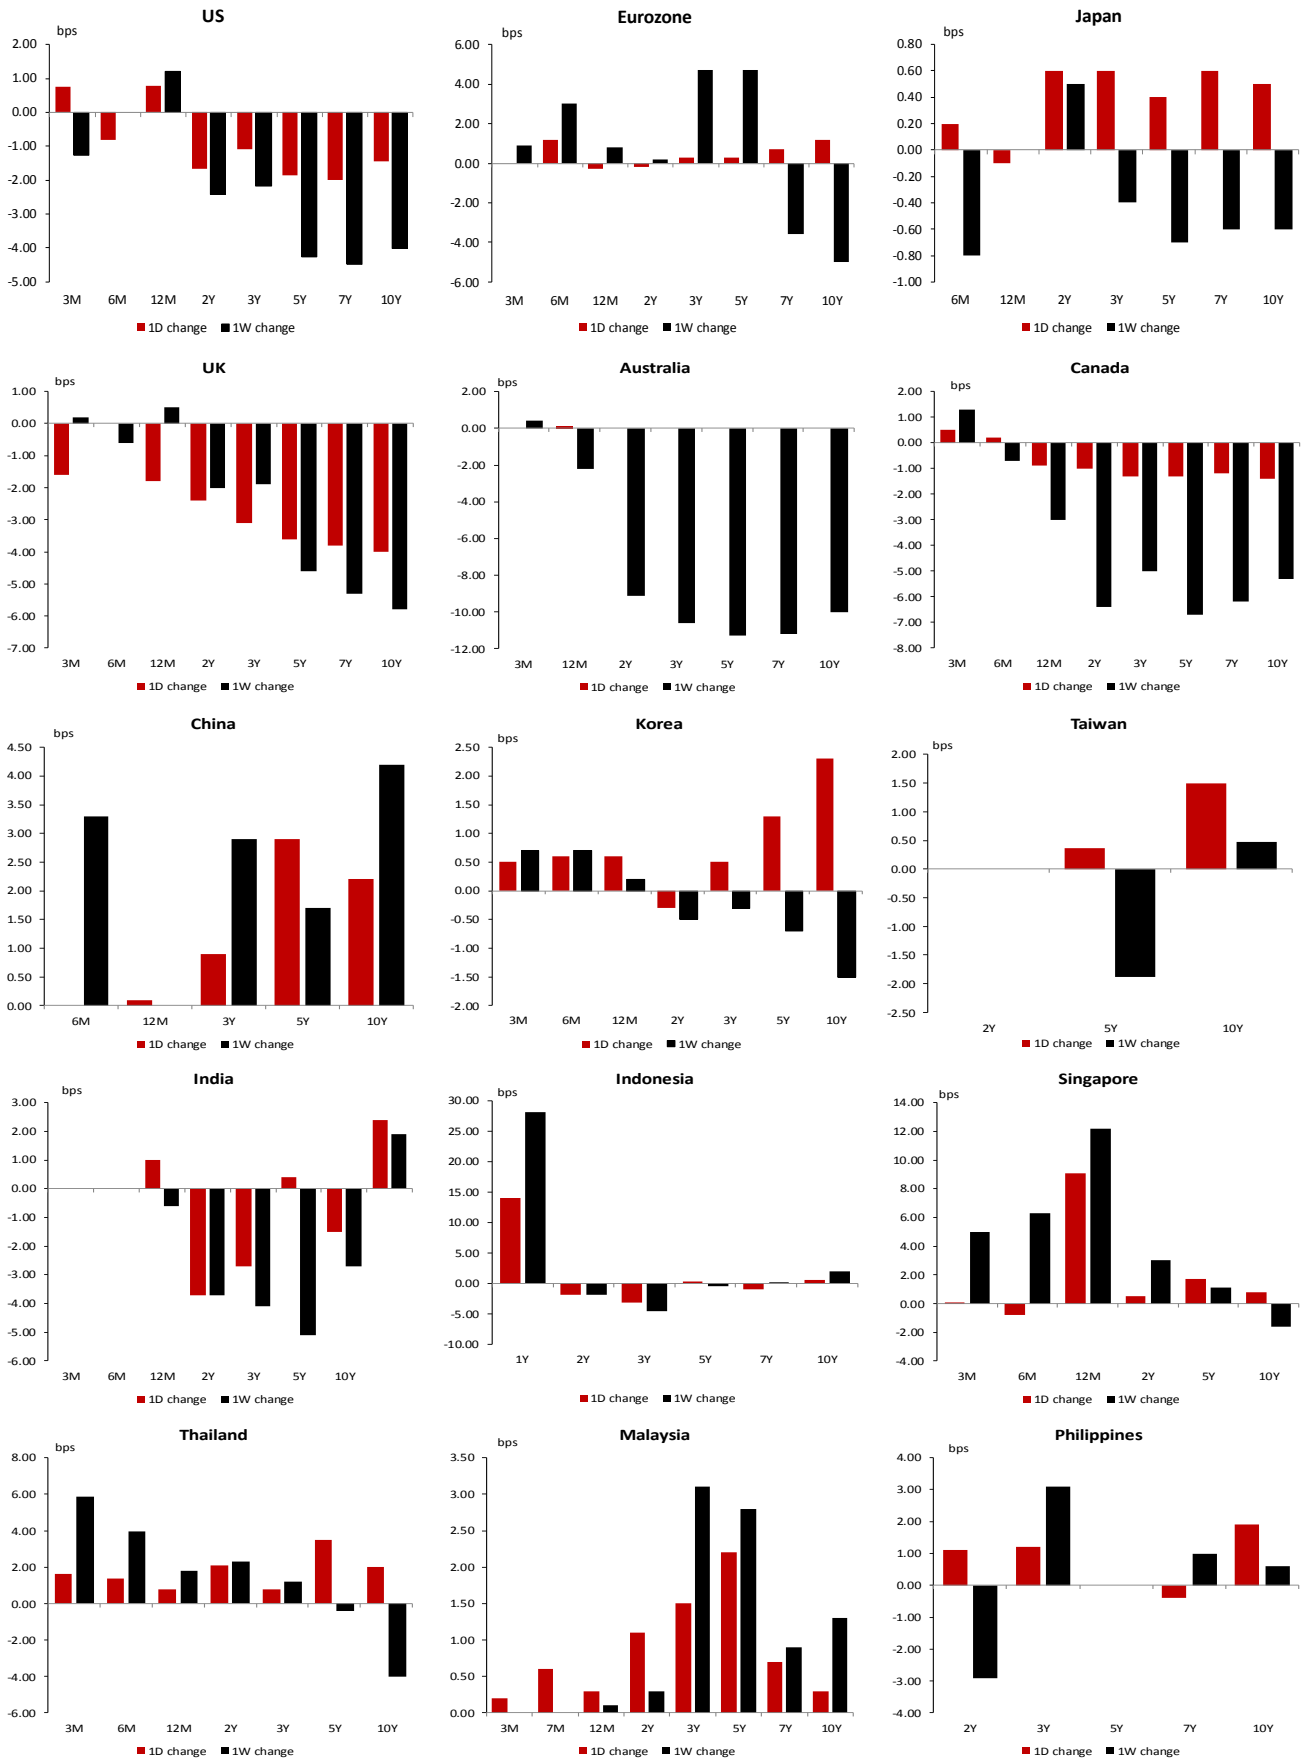 US
bps
2.00
1.00
0.00
-1.00
-2.00
-3.00
-4.00
-5.00
3M 6M 12M 2Y 3Y 5Y 7Y 10Y
1D change 1W change
Eurozone
bps
6.00
4.00
2.00
0.00
-2.00
-4.00
-6.00
3M 6M 12M 2Y 3Y 5Y 7Y 10Y
1D change 1W change
Japan
bps
0.80
0.60
0.40
0.20
0.00
-0.20
-0.40
-0.60
-0.80
-1.00
6M 12M 2Y 3Y 5Y 7Y 10Y
1D change 1W change
UK
bps
1.00
0.00
-1.00
-2.00
-3.00
-4.00
-5.00
-6.00
-7.00
3M 6M 12M 2Y 3Y 5Y 7Y 10Y
1D change 1W change
Australia
bps
2.00
0.00
-2.00
-4.00
-6.00
-8.00
-10.00
-12.00
3M 12M 2Y 3Y 5Y 7Y 10Y
1D change 1W change
Canada
bps
2.00
1.00
0.00
-1.00
-2.00
-3.00
-4.00
-5.00
-6.00
-7.00
-8.00
3M 6M 12M 2Y 3Y 5Y 7Y 10Y
1D change 1W change
China
bps
4.50
4.00
3.50
3.00
2.50
2.00
1.50
1.00
0.50
0.00
6M 12M 3Y 5Y 10Y
1D change 1W change
Korea
bps
2.50
2.00
1.50
1.00
0.50
0.00
-0.50
-1.00
-1.50
-2.00
3M 6M 12M 2Y 3Y 5Y 10Y
1D change 1W change
Taiwan
bps
2.00
1.50
1.00
0.50
0.00
-0.50
-1.00
-1.50
-2.00
-2.50
2Y 5Y 10Y
1D change 1W change
India
bps
3.00
2.00
1.00
0.00
-1.00
-2.00
-3.00
-4.00
-5.00
-6.00
3M 6M 12M 2Y 3Y 5Y 10Y
1D change 1W change
Indonesia
bps
30.00
25.00
20.00
15.00
10.00
5.00
0.00
-5.00
-10.00
1Y 2Y 3Y 5Y 7Y 10Y
1D change 1W change
Singapore
bps
14.00
12.00
10.00
8.00
6.00
4.00
2.00
0.00
-2.00
-4.00
3M 6M 12M 2Y 5Y 10Y
1D change 1W change
Thailand
bps
8.00
6.00
4.00
2.00
0.00
-2.00
-4.00
-6.00
3M 6M 12M 2Y 3Y 5Y 10Y
1D change 1W change
Malaysia
bps
3.50
3.00
2.50
2.00
1.50
1.00
0.50
0.00
3M 7M 12M 2Y 3Y 5Y 7Y 10Y
1D change 1W change
Philippines
bps
4.00
3.00
2.00
1.00
0.00
-1.00
-2.00
-3.00
-4.00
2Y 3Y 5Y 7Y 10Y
1D change 1W change